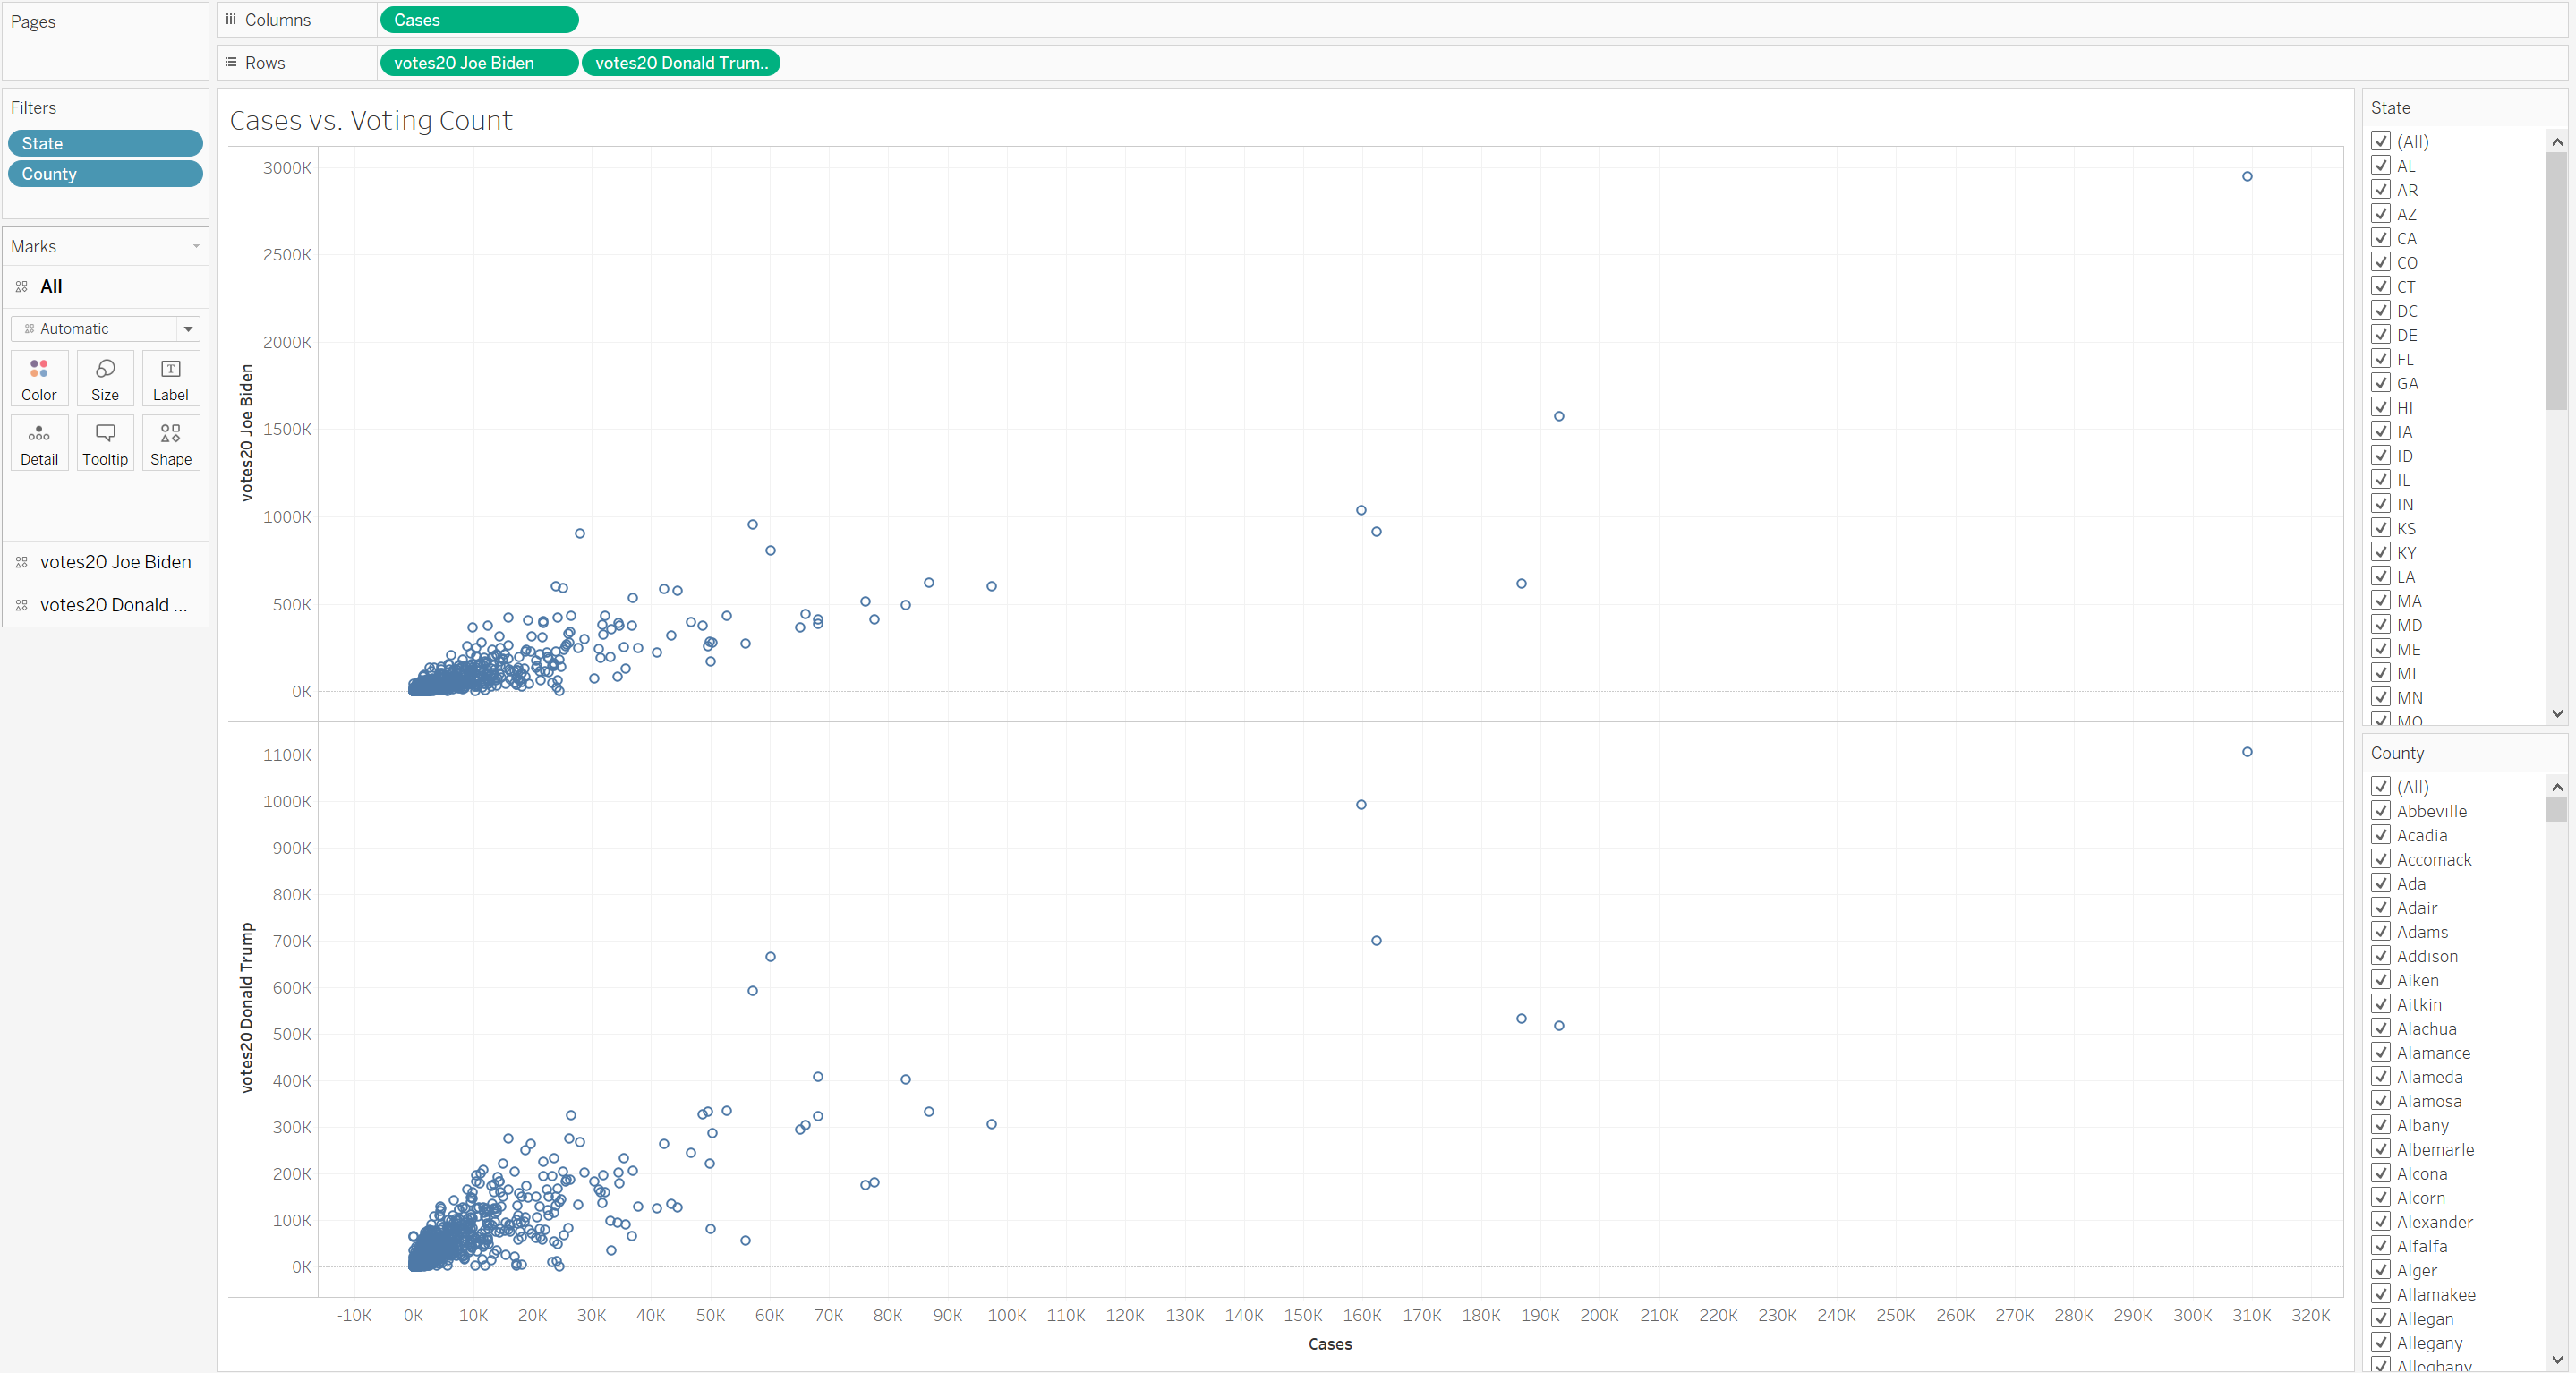 Pages
Columns
Cases
Rows
votes20 Joe Biden
votes20 Donald Trum..
Filters
State
County
Marks
All
Automatic
Color
Size
Label
Detail
Tooltip
Shape
votes20 Joe Biden
votes20 Donald ...
Cases vs. Voting Count
3000K
2500K
2000K
1500K
1000K
500K
0K
votes20 Joe Biden
1100K
1000K
900K
800K
700K
600K
500K
400K
300K
200K
100K
0K
votes20 Donald Trump
-10K 0K 10K 20K 30K 40K 50K 60K 70K 80K 90K 100K 110K 120K 130K 140K 150K 160K 170K 180K 190K 200K 210K 220K 230K 240K 250K 260K 270K 280K 290K 300K 310K 320K
Cases
State
(All)
AL
AR
AZ
CA
CO
CT
DC
DE
FL
GA
HI
IA
ID
IL
IN
KS
KY
LA
MA
MD
ME
MI
MN
MO
County
(All)
Abbeville
Acadia
Accomack
Ada
Adair
Adams
Addison
Aiken
Aitkin
Alachua
Alamance
Alameda
Alamosa
Albany
Albemarle
Alcona
Alcorn
Alexander
Alfalfa
Alger
Allamakee
Allegan
Allegany
Alleghany